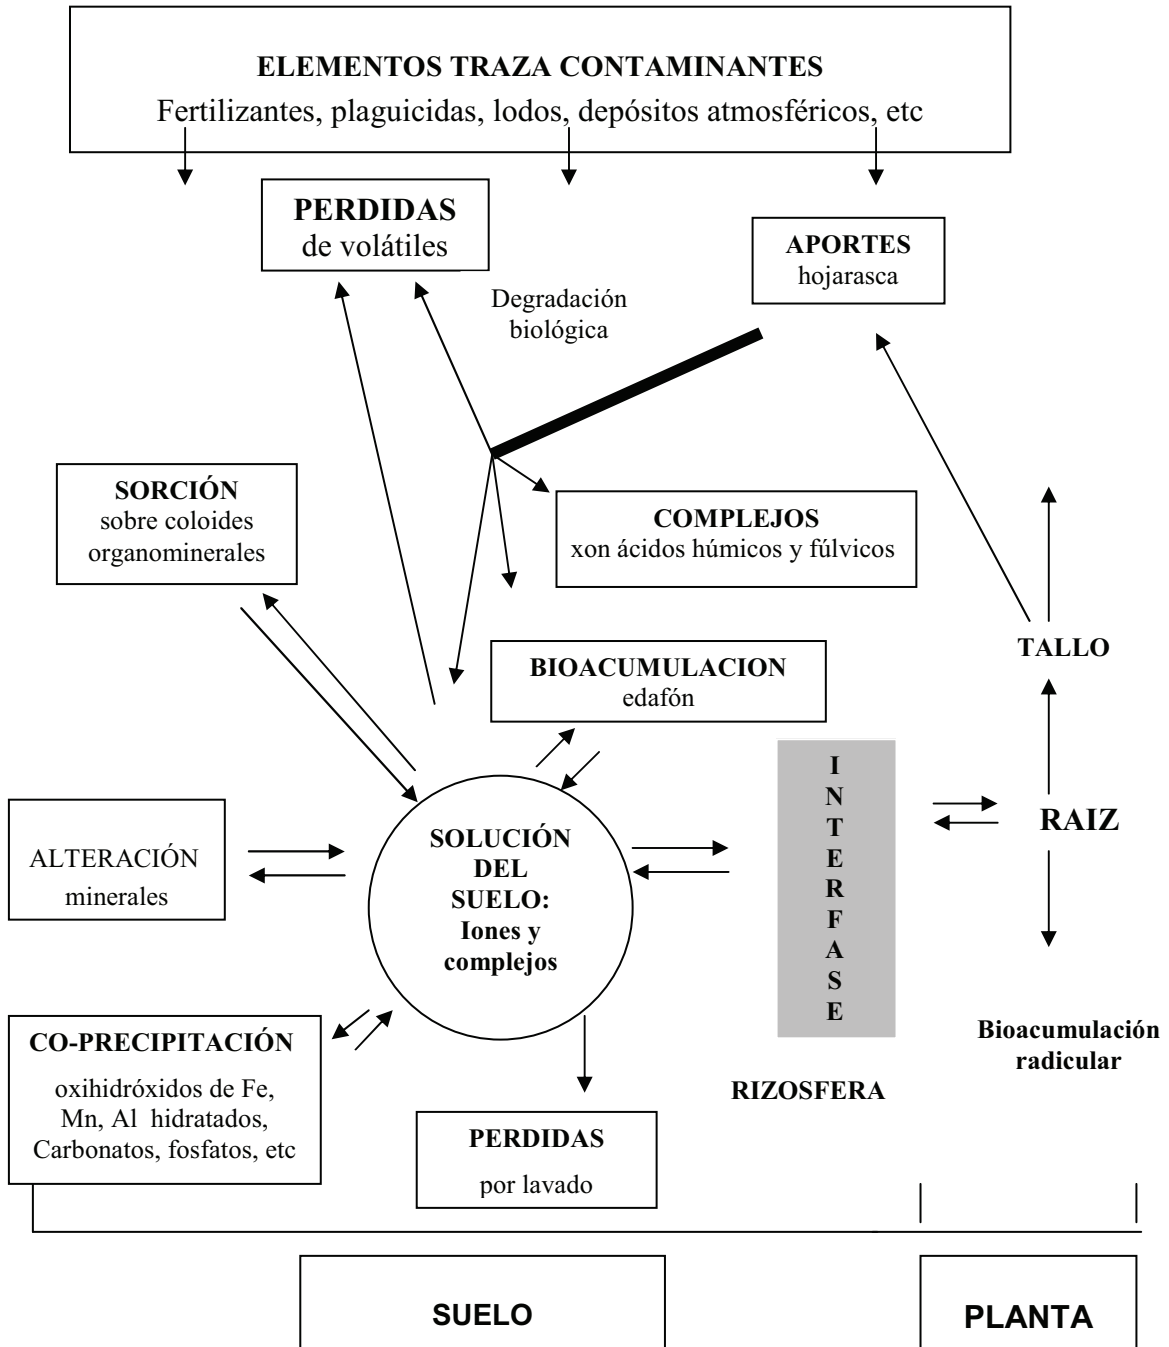 ELEMENTOS TRAZA CONTAMINANTES
Fertilizantes, plaguicidas, lodos, depósitos atmosféricos, etc
PERDIDAS
de volátiles
APORTES
hojarasca
Degradación
biológica
SORCIÓN
sobre coloides
organominerales
COMPLEJOS
xon ácidos húmicos y fúlvicos
TALLO
BIOACUMULACION
edafón
I
N
T
E
R
F
A
S
E
RAIZ
SOLUCIÓN
DEL
SUELO:
Iones y
complejos
ALTERACIÓN
minerales
CO-PRECIPITACIÓN
oxihidróxidos de Fe,
Mn, Al hidratados,
Carbonatos, fosfatos, etc
Bioacumulación
radicular
RIZOSFERA
PERDIDAS
por lavado
SUELO
PLANTA